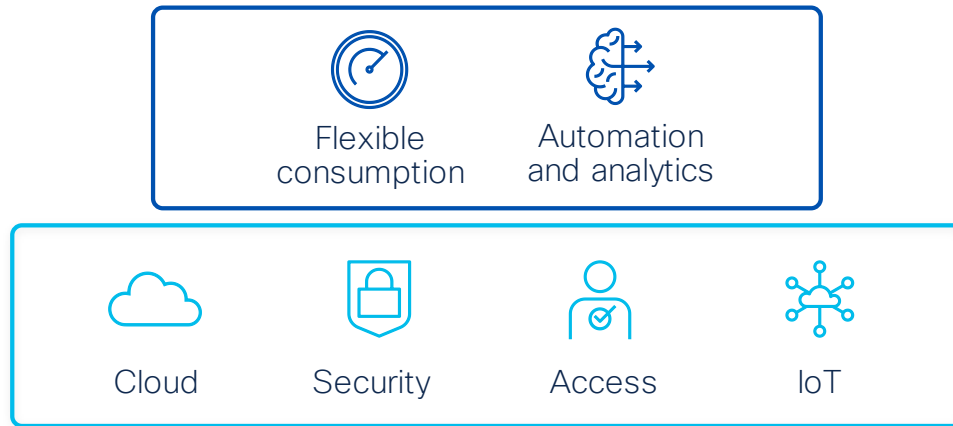 Flexible
consumption
Automation
and analytics
Cloud
Security
Access
IoT